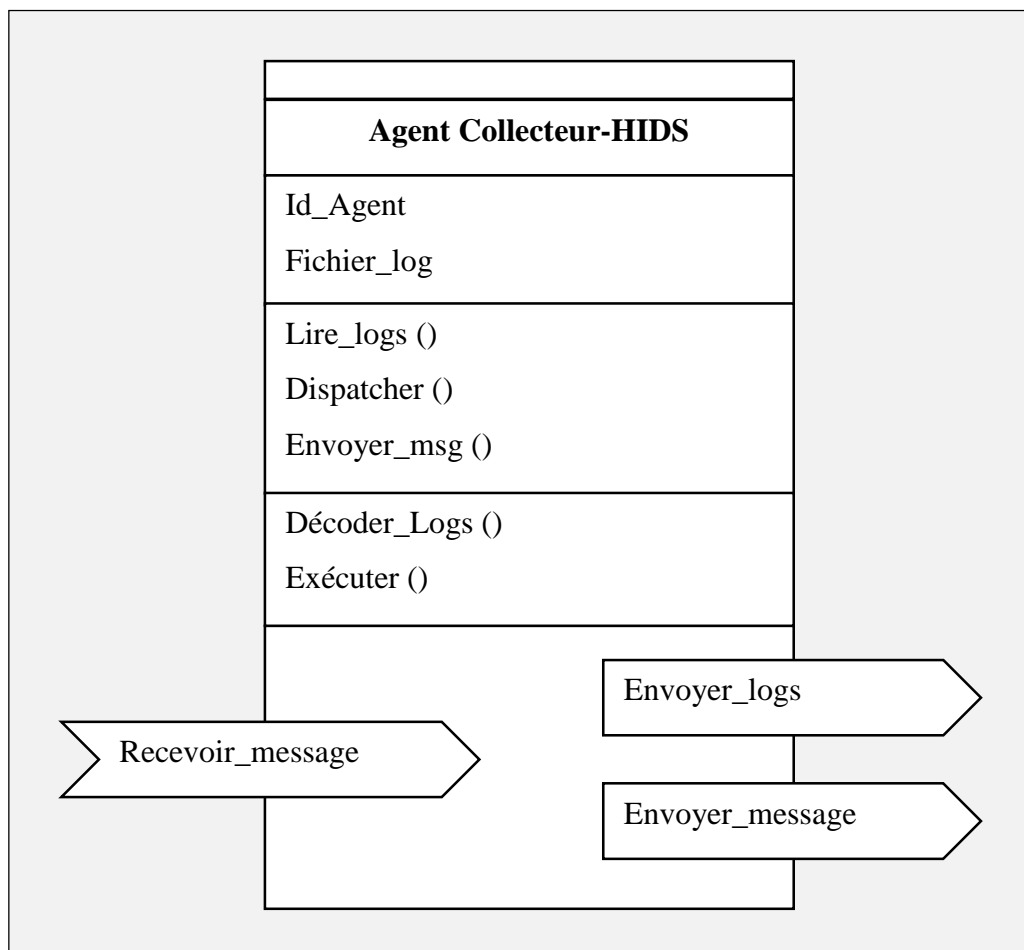 Agent Collecteur-HIDS
Id_Agent
Fichier_log
Lire_logs ()
Dispatcher ()
Envoyer_msg ()
Décoder_Logs ()
Exécuter ()
Envoyer_logs
Recevoir_message
Envoyer_message